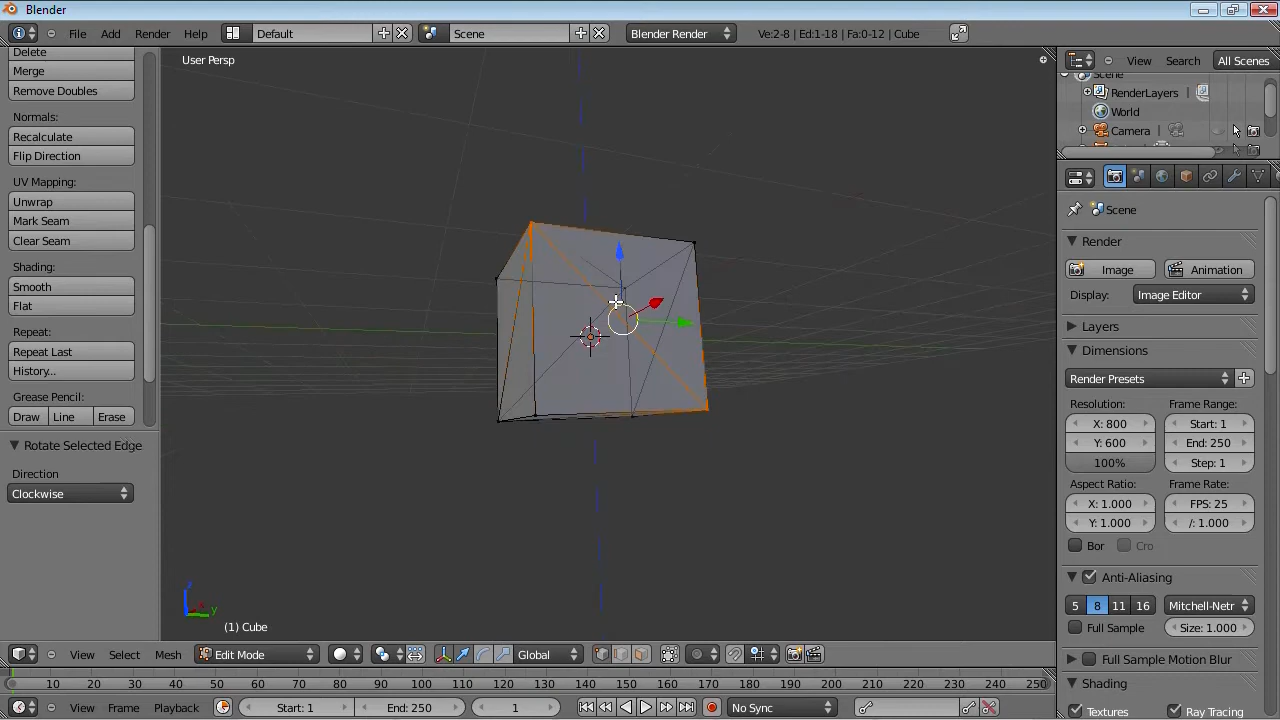 Blender
File Add Render Help Default Scene Blender Render Ve:2-8 | Ed:1-18 | Fa:0-12 | Cube View Search All Scenes
Delete
Merge
Remove Doubles
Normals:
Recalculate
Flip Direction
UV Mapping:
Unwrap
Mark Seam
Clear Seam
Shading:
Smooth
Flat
Repeat:
Repeat Last
History...
Grease Pencil:
Draw Line Erase
Rotate Selected Edge
Direction
Clockwise
User Persp
z
y
(1) Cube
Scene
RenderLayers
World
Camera
Scene
Render
Image Animation
Display: Image Editor
Layers
Dimensions
Render Presets
Resolution: Frame Range:
X: 800 Start: 1
Y: 600 End: 250
100% Step: 1
Aspect Ratio: Frame Rate:
X: 1.000 FPS: 25
Y: 1.000 /: 1.000
Bor Cro
Anti-Aliasing
5 8 11 16 Mitchell-Netr
Full Sample Size: 1.000
Full Sample Motion Blur
Shading
Textures Ray Tracing
View Select Mesh Edit Mode Global
0 10 20 30 40 50 60 70 80 90 100 110 120 130 140 150 160 170 180 190 200 210 220 230 240 250
View Frame Playback Start: 1 End: 250 1 No Sync